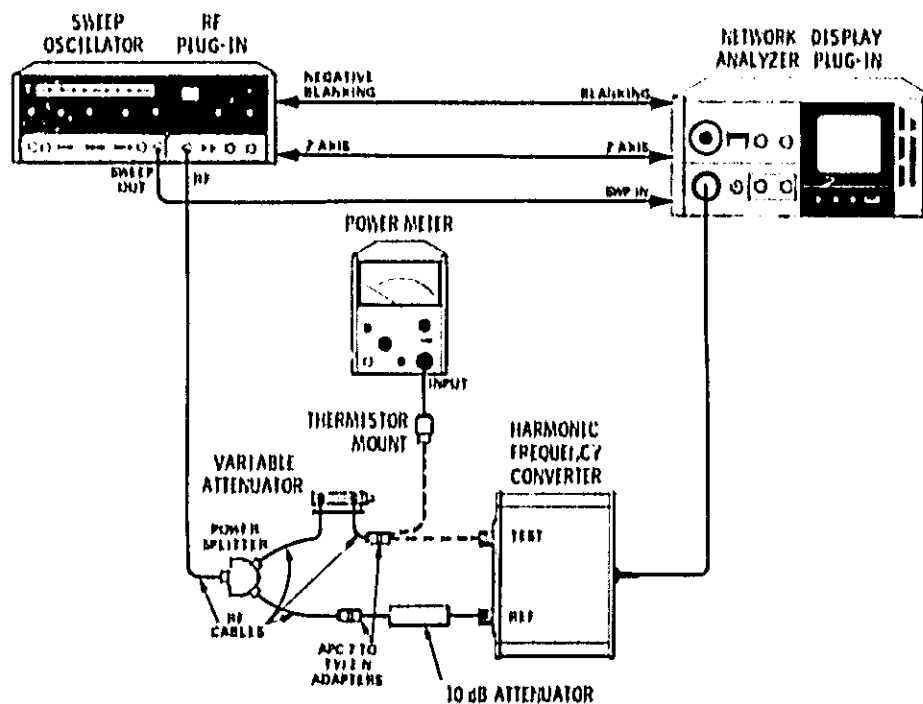 SWEEP
OSCILLATOR
RF
PLUG-IN
NETWORK
ANALYZER
DISPLAY
PLUG-IN
NEGATIVE
BLANKING
BLANKING
Z AXIS
Z AXIS
SWEEP
OUT
RF
SWP IN
POWER METER
INPUT
THERMISTOR
MOUNT
HARMONIC
FREQUENCY
CONVERTER
VARIABLE
ATTENUATOR
POWER
SPLITTER
TEST
REF
RF
CABLES
APC 7 TO
TYPE N
ADAPTERS
10 dB ATTENUATOR